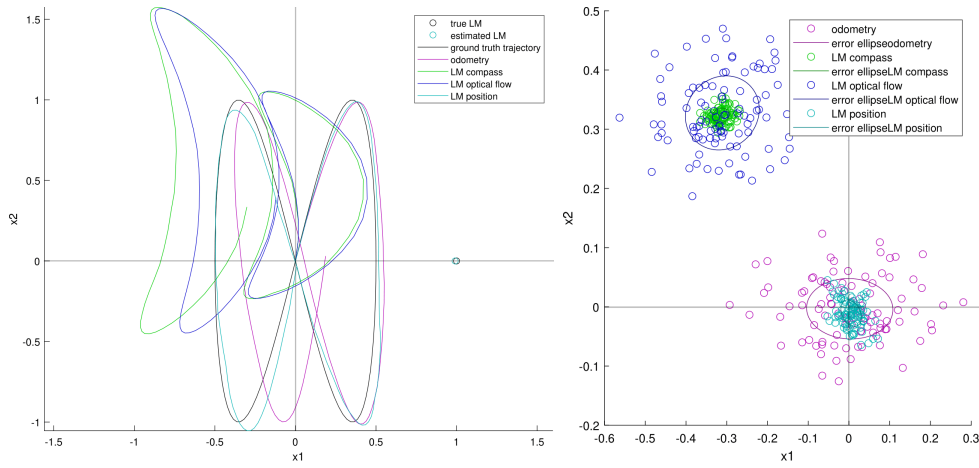 1.5
1
0.5
0
-0.5
-1
-1.5
-1
-0.5
0
0.5
1
1.5
x1
x2
true LM
estimated LM
ground truth trajectory
odometry
LM compass
LM optical flow
LM position
0.5
0.4
0.3
0.2
0.1
0
-0.1
-0.2
-0.6
-0.5
-0.4
-0.3
-0.2
-0.1
0
0.1
0.2
0.3
x1
x2
odometry
error ellipseodometry
LM compass
error ellipseLM compass
LM optical flow
error ellipseLM optical flow
LM position
error ellipseLM position